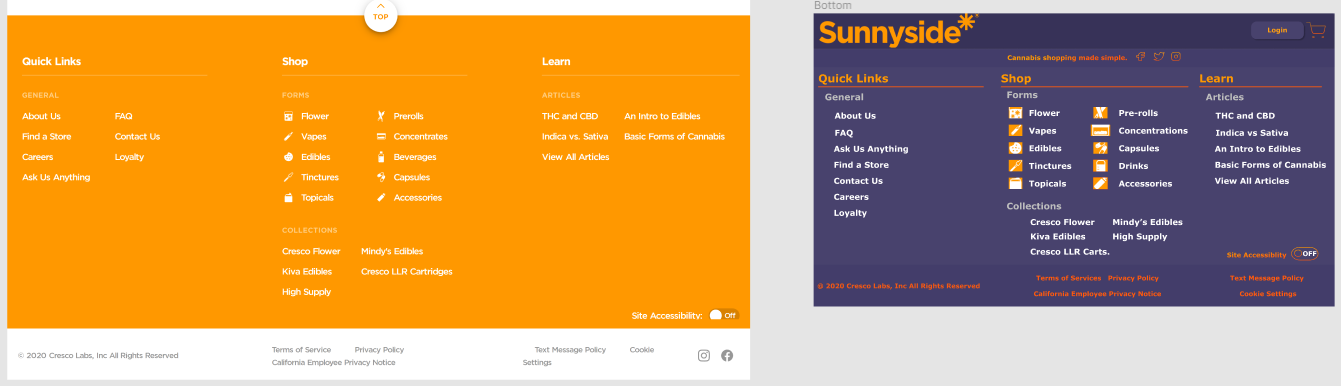 TOP
Quick Links
GENERAL
About Us FAQ
Find a Store Contact Us
Careers Loyalty
Ask Us Anything
Shop
FORMS
Flower Prerolls
Vapes Concentrates
Edibles Beverages
Tinctures Capsules
Topicals Accessories
COLLECTIONS
Cresco Flower Mindy's Edibles
Kiva Edibles Cresco LLR Cartridges
High Supply
Learn
ARTICLES
THC and CBD An Intro to Edibles
Indica vs. Sativa Basic Forms of Cannabis
View All Articles
Site Accessibility: Off
© 2020 Cresco Labs, Inc All Rights Reserved
Terms of Service Privacy Policy
California Employee Privacy Notice
Text Message Policy Cookie
Settings
Bottom
Sunnyside*
Login
Cannabis shopping made simple.
Quick Links
General
About Us
FAQ
Ask Us Anything
Find a Store
Contact Us
Careers
Loyalty
Shop
Forms
Flower Pre-rolls
Vapes Concentrations
Edibles Capsules
Tinctures Drinks
Topicals Accessories
Collections
Cresco Flower Mindy's Edibles
Kiva Edibles High Supply
Cresco LLR Carts.
Learn
Articles
THC and CBD
Indica vs Sativa
An Intro to Edibles
Basic Forms of Cannabis
View All Articles
Site Accessiblity OFF
© 2020 Cresco Labs, Inc All Rights Reserved
Terms of Services Privacy Policy
California Employee Privacy Notice
Text Message Policy
Cookie Settings